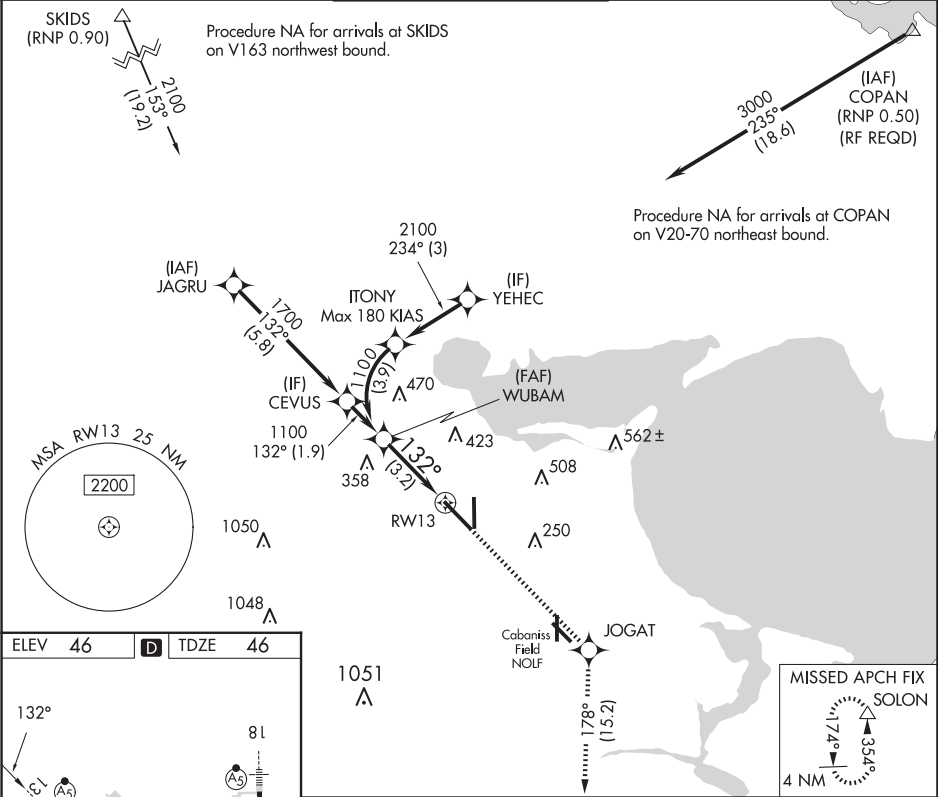 SKIDS
(RNP 0.90)
Procedure NA for arrivals at SKIDS
on V163 northwest bound.
2100
153°
(19.2)
3000
235°
(18.6)
(IAF)
COPAN
(RNP 0.50)
(RF REQD)
Procedure NA for arrivals at COPAN
on V20-70 northeast bound.
2100
234° (3)
(IAF)
JAGRU
1700
132°
(5.8)
ITONY
Max 180 KIAS
(IF)
YEHEC
1100
(3.9)
470
(FAF)
WUBAM
(IF)
CEVUS
1100
132° (1.9)
358
132°
(3.2)
423
562 ±
508
MSA RW13 25 NM
2200
RW13
250
1050
1048
1051
Cabaniss
Field
NOLF
JOGAT
178°
(15.2)
ELEV 46
D
TDZE 46
132°
13
A5
A5
18
MISSED APCH FIX
SOLON
174°
354°
4 NM